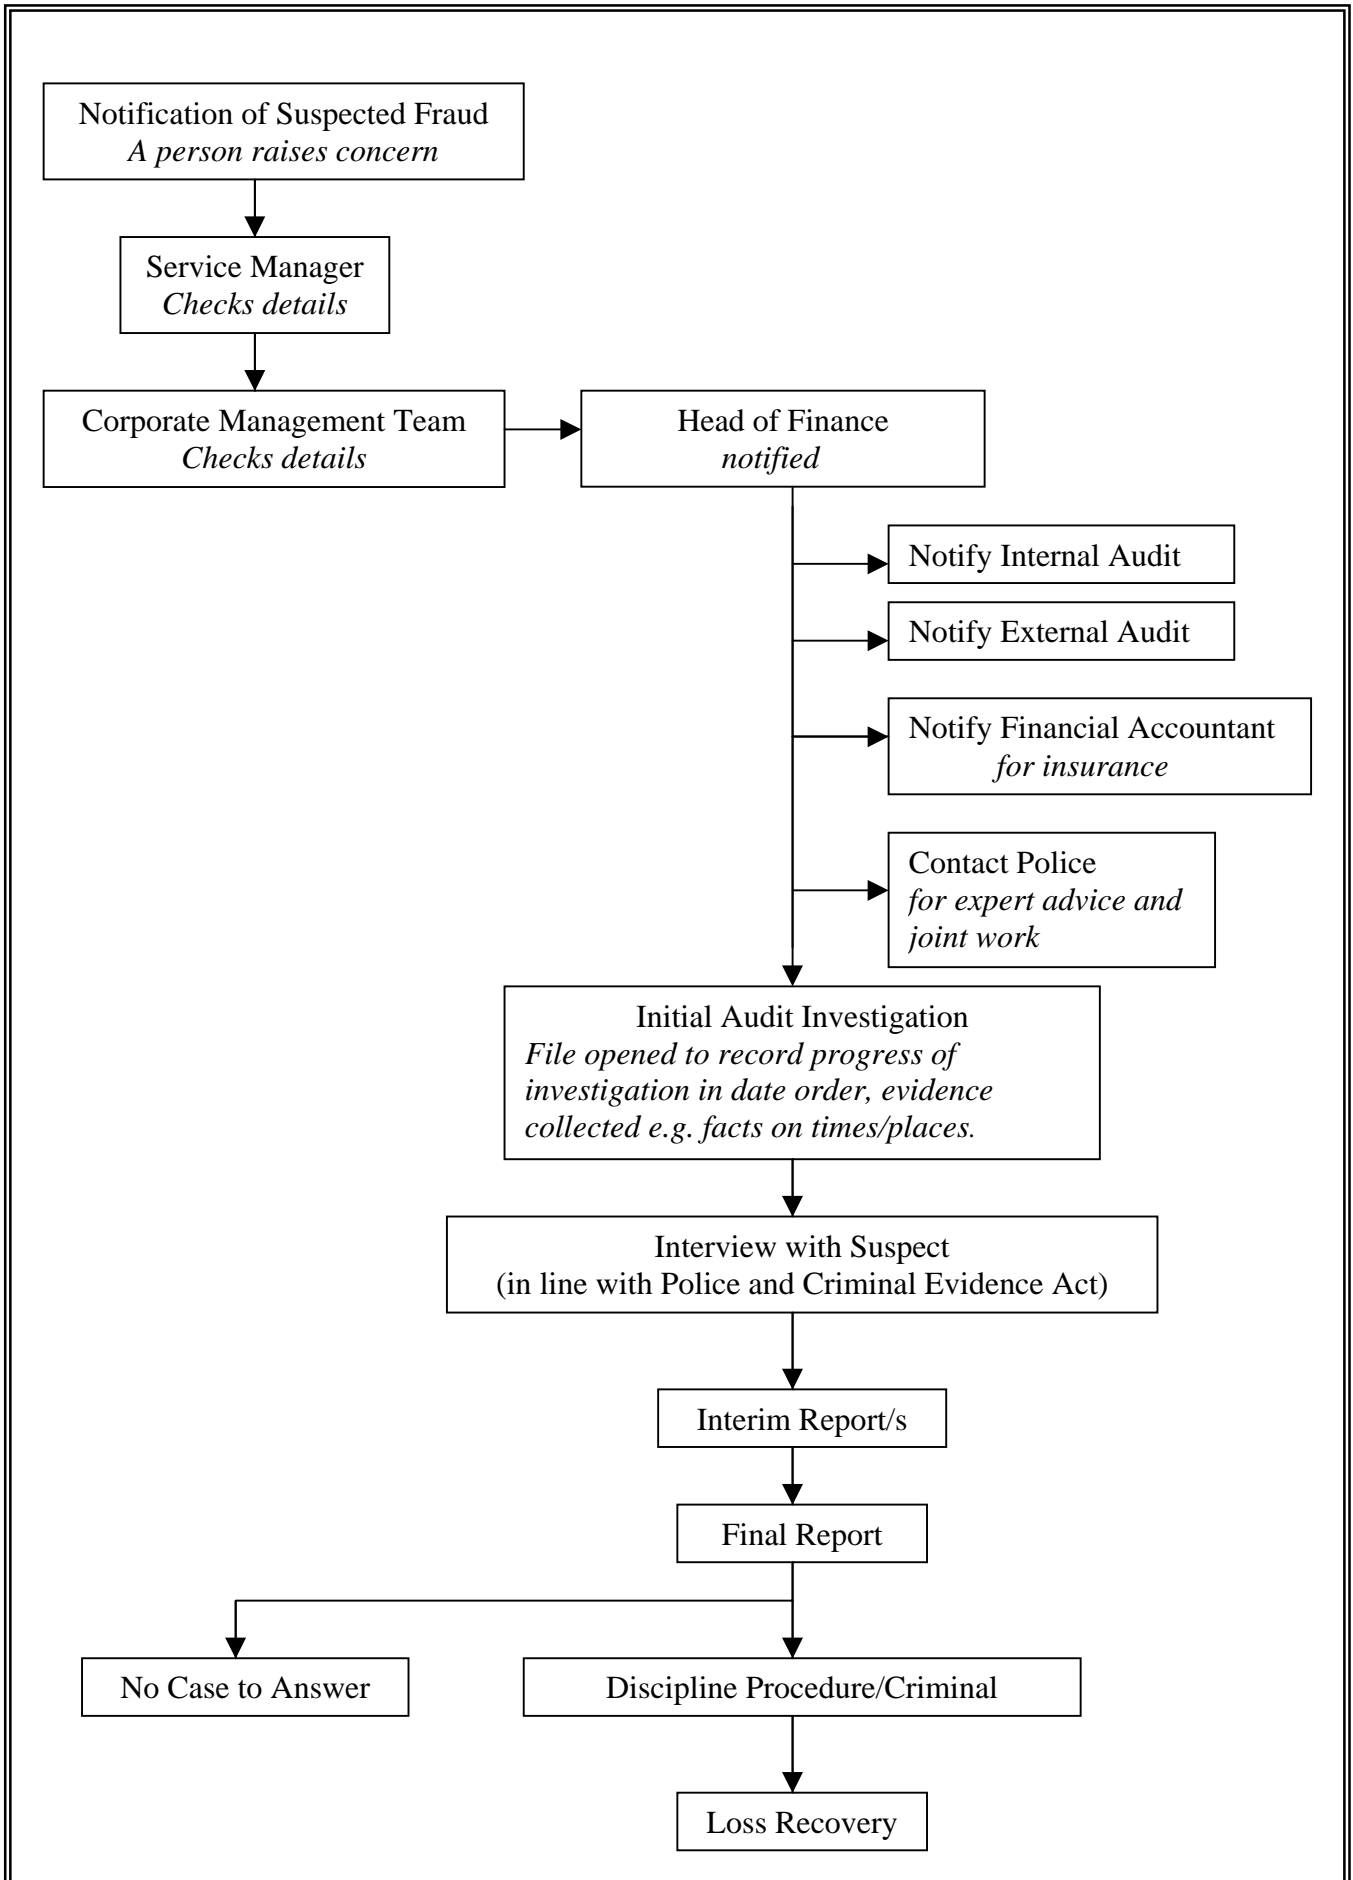 Notification of Suspected Fraud
A person raises concern
Service Manager
Checks details
Corporate Management Team
Checks details
Head of Finance
notified
Notify Internal Audit
Notify External Audit
Notify Financial Accountant
for insurance
Contact Police
for expert advice and
joint work
Initial Audit Investigation
File opened to record progress of
investigation in date order, evidence
collected e.g. facts on times/places.
Interview with Suspect
(in line with Police and Criminal Evidence Act)
Interim Report/s
Final Report
No Case to Answer
Discipline Procedure/Criminal
Loss Recovery